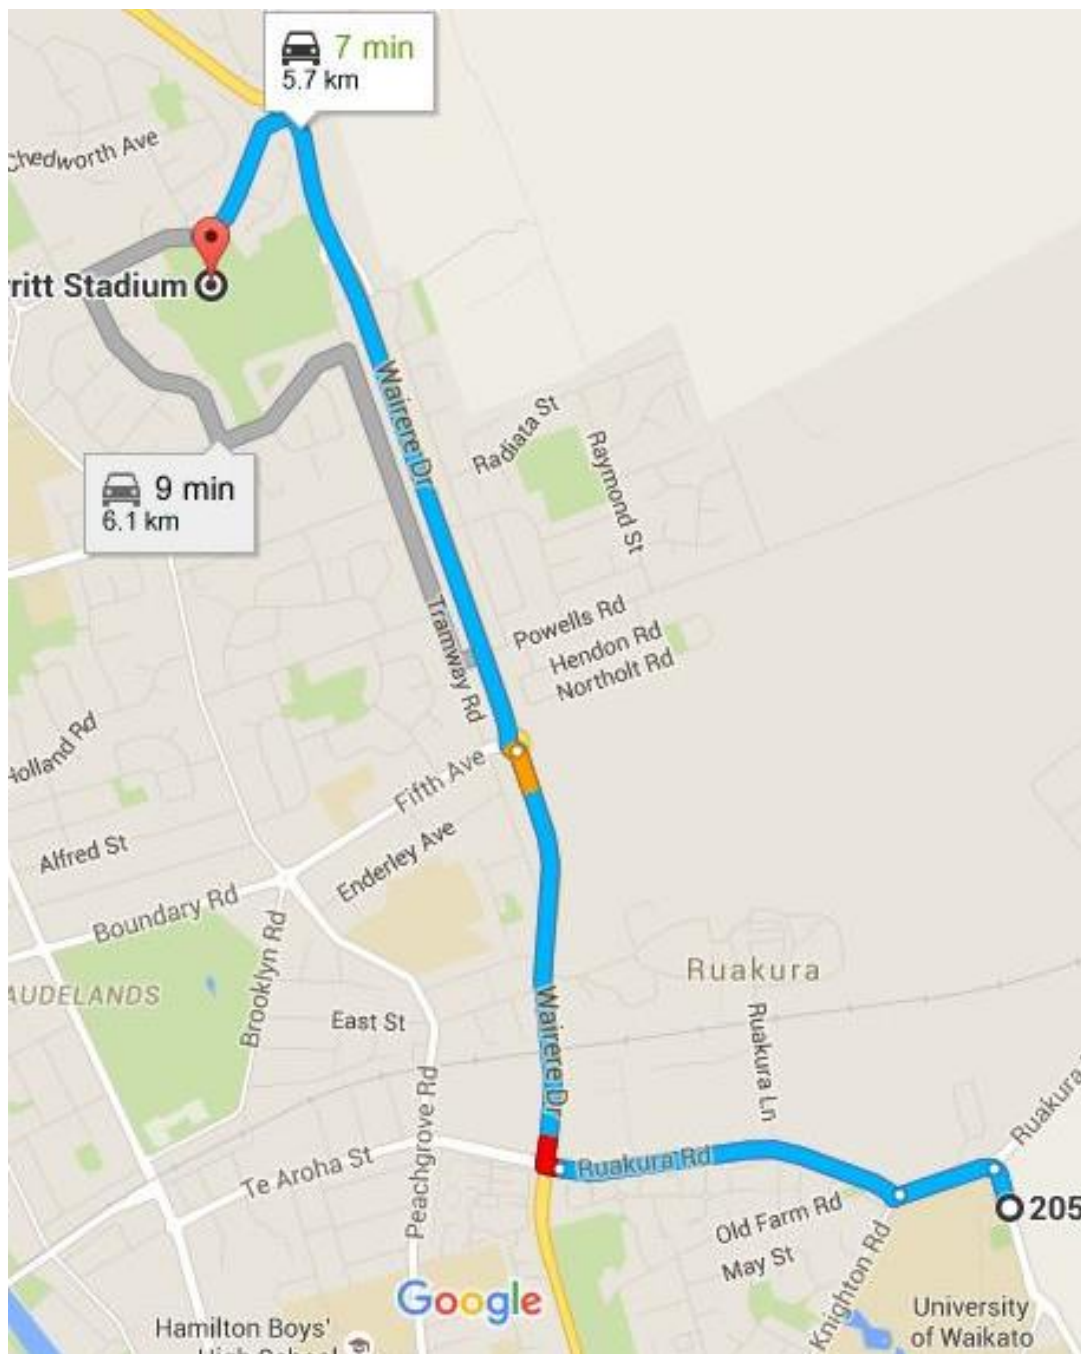 7 min
5.7 km
Chedworth Ave
rritt Stadium
Wairere Dr
Radiata St
Raymond St
9 min
6.1 km
Tramway Rd
Powells Rd
Hendon Rd
Northolt Rd
Holland Rd
Fifth Ave
Alfred St
Enderley Ave
Boundary Rd
Brooklyn Rd
Ruakura
AUDELANDS
East St
Wairere Dr
Ruakura Ln
Peachgrove Rd
Ruakura
Te Aroha St
Ruakura Rd
205
Old Farm Rd
May St
Knighton Rd
Google
University
of Waikato
Hamilton Boys'
High School